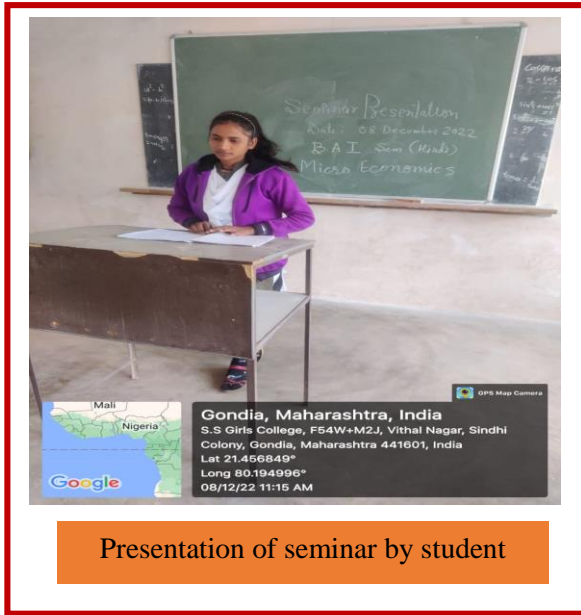 Seminar Presentation
Date: 08 December 2022
B A I Sem (Hindi)
Micro Economics
GPS Map Camera
Mali
Nigeria
Google
Gondia, Maharashtra, India
S.S Girls College, F54W+M2J, Vithal Nagar, Sindhi
Colony, Gondia, Maharashtra 441601, India
Lat 21.456849°
Long 80.194996°
08/12/22 11:15 AM
Presentation of seminar by student